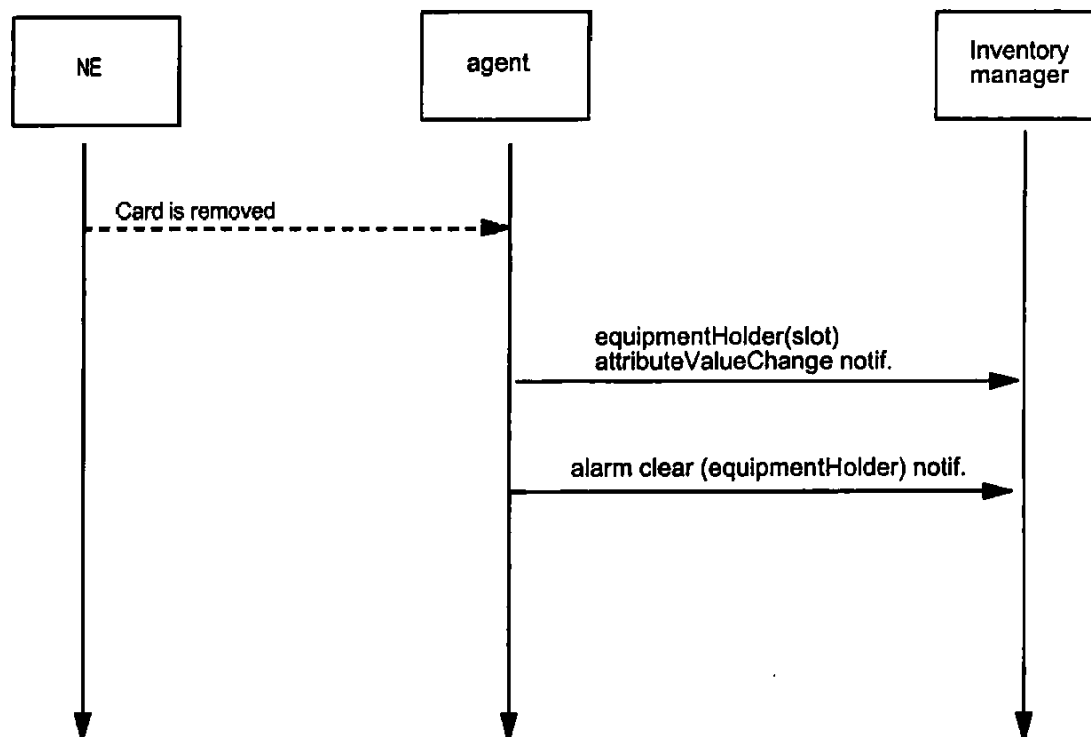 NE
agent
Inventory
manager
Card is removed
equipmentHolder(slot)
attributeValueChange notif.
alarm clear (equipmentHolder) notif.